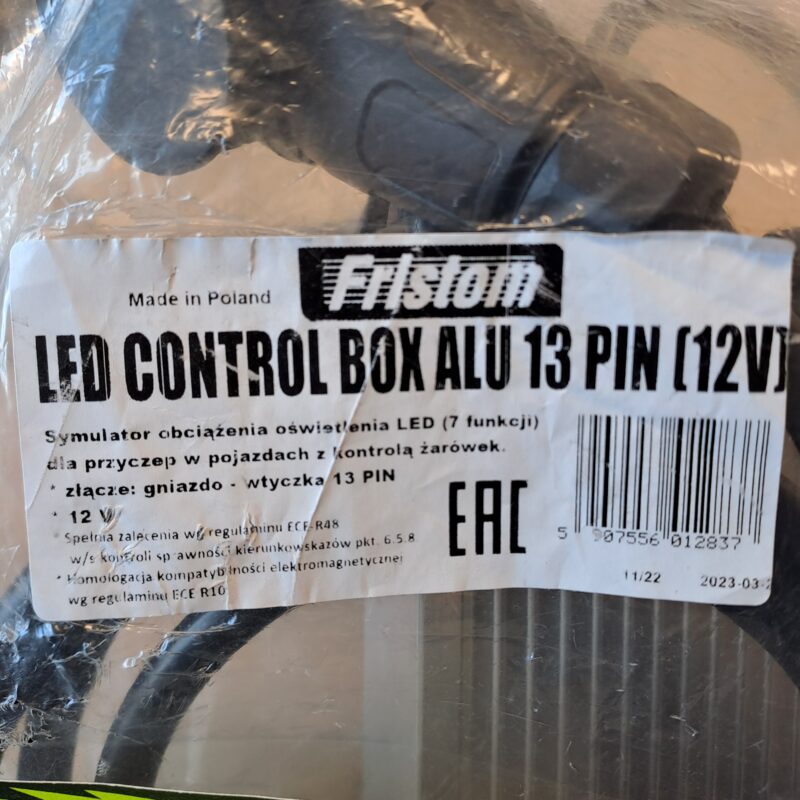 Made in Poland
Fristom
LED CONTROL BOX ALU 13 PIN (12V)
Symulator obciążenia oświetlenia LED (7 funkcji)
dla przyczep w pojazdach z kontrolą żarówek.
* złącze: gniazdo - wtyczka 13 PIN
* 12 V
* Spełnia zalecenia wg regulaminu ECE-R48
w/s kontroli sprawności kierunkowskazów pkt. 6.5.8.
* Homologacja kompatybilności elektromagnetycznej
wg regulaminu ECE R10
EAC
5 907556 012837
11/22
2023-03-2